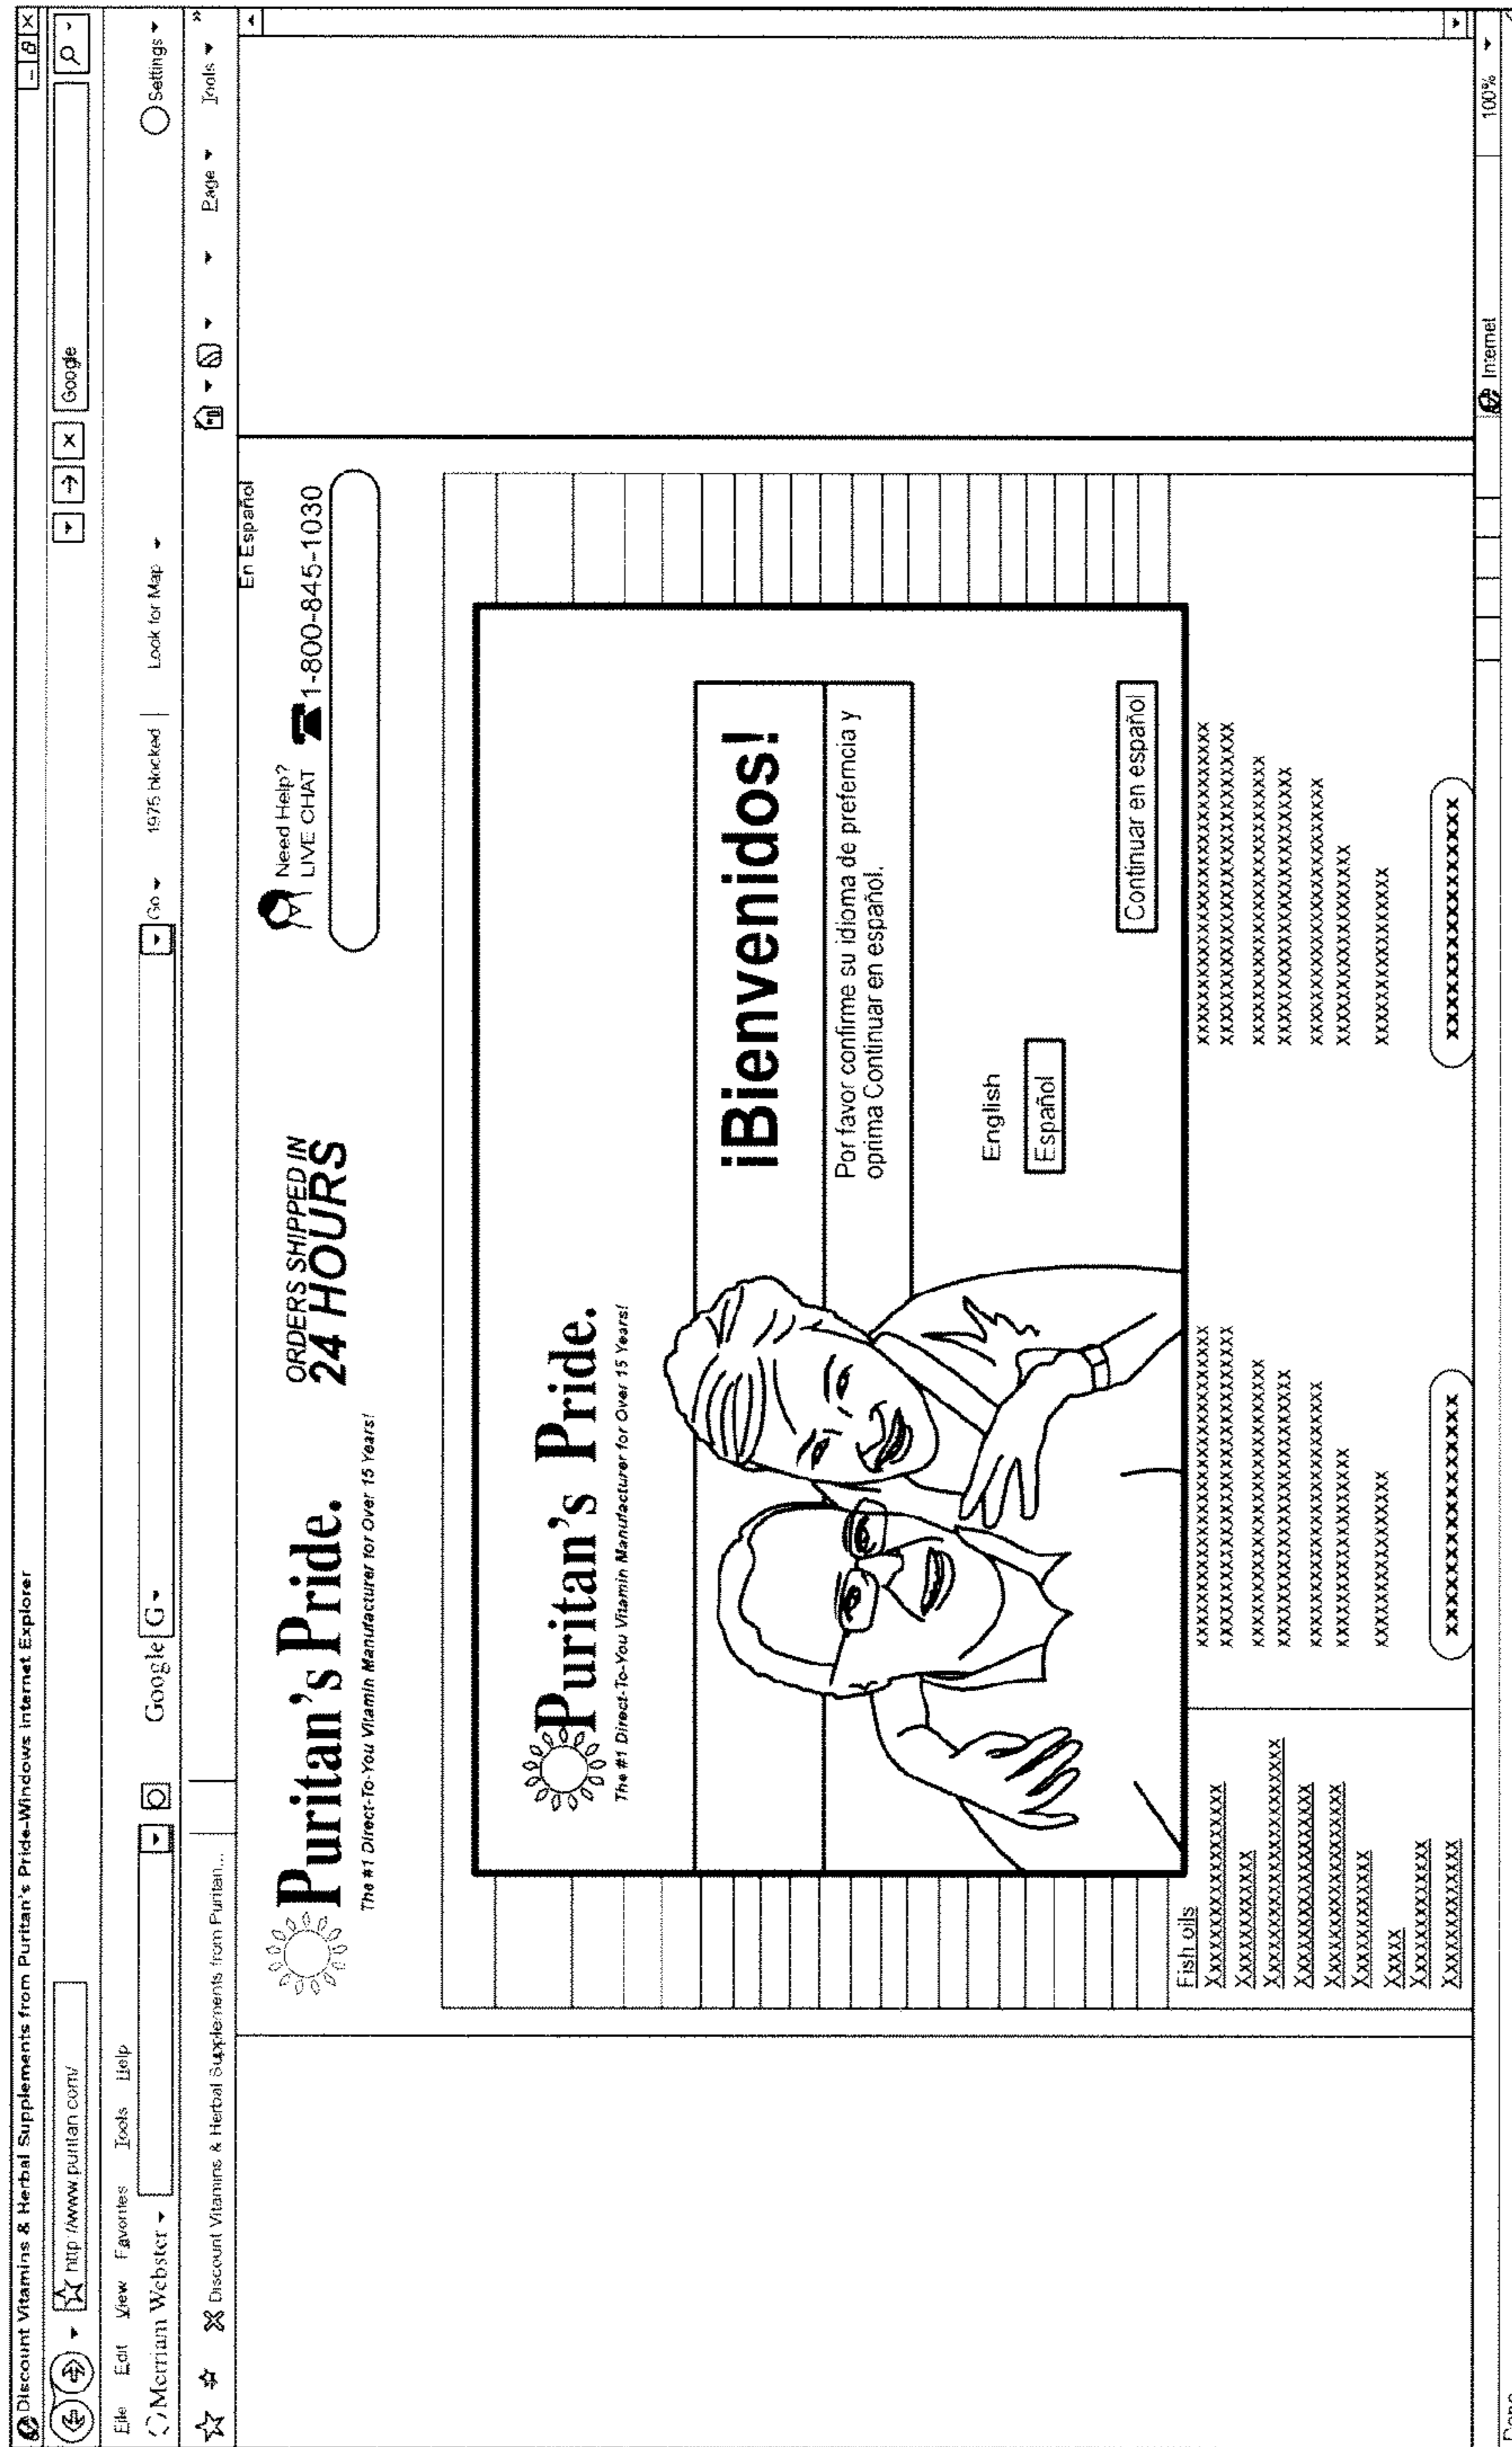 Discount Vitamins & Herbal Supplements from Puritan's Pride-Windows Internet Explorer
http://www.puritan.com/
Google
File Edit View Favorites Tools Help
Merriam Webster
Google G
Go
1975 blocked
Look for Map
Settings
Discount Vitamins & Herbal Supplements from Puritan...
Page
Tools
En Español
Puritan's Pride.
The #1 Direct-To-You Vitamin Manufacturer for Over 15 Years!
ORDERS SHIPPED IN
24 HOURS
Need Help?
LIVE CHAT
1-800-845-1030
Puritan's Pride.
The #1 Direct-To-You Vitamin Manufacturer for Over 15 Years!
¡Bienvenidos!
Por favor confirme su idioma de preferncia y
oprima Continuar en español.
English
Español
Continuar en español
Fish oils
Done
Internet
100%